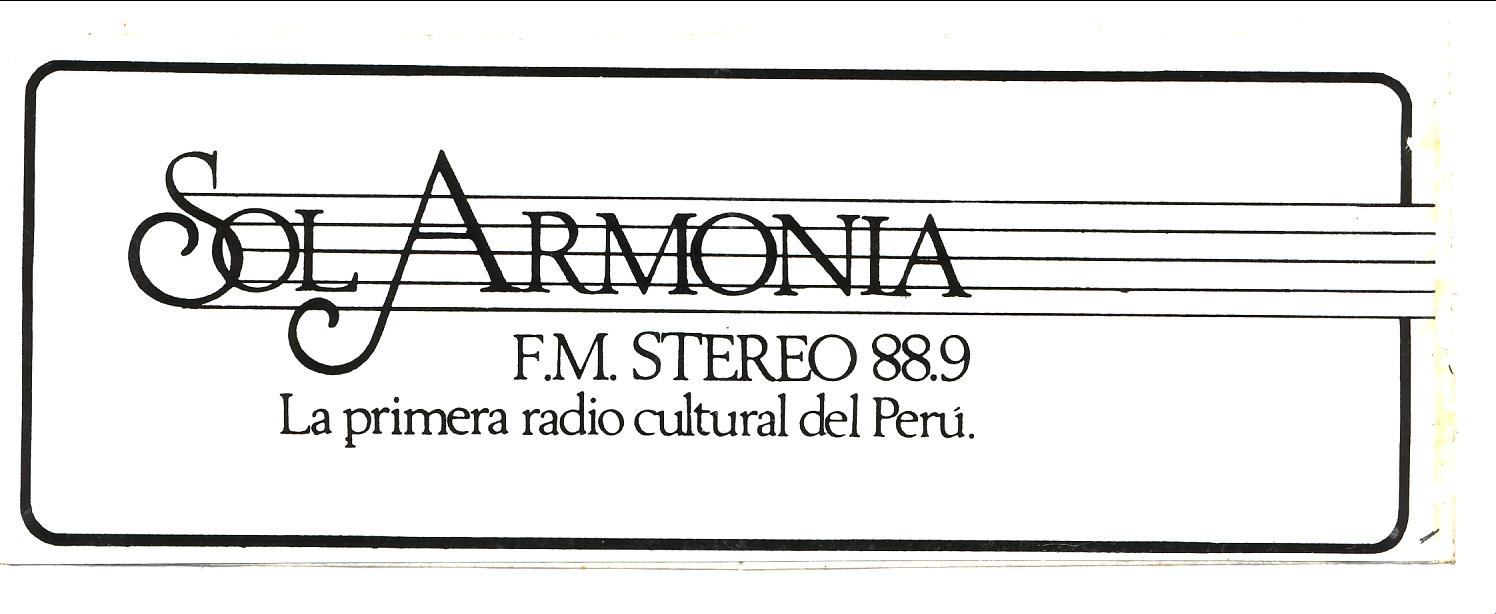 SOL ARMONIA
F.M. STEREO 88.9
La primera radio cultural del Perú.